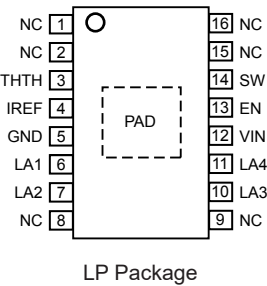 NC 1 16 NC
NC 2 15 NC
THTH 3 14 SW
IREF 4 13 EN
GND 5 PAD 12 VIN
LA1 6 11 LA4
LA2 7 10 LA3
NC 8 9 NC
LP Package